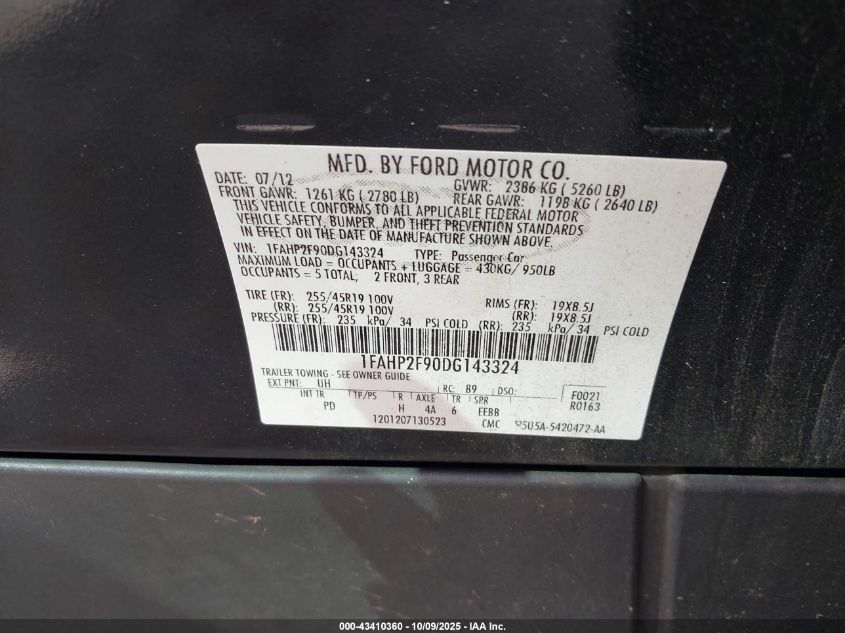 MFD. BY FORD MOTOR CO.
DATE: 07/12 GVWR: 2386 KG ( 5260 LB)
FRONT GAWR: 1261 KG ( 2780 LB) REAR GAWR: 1198 KG ( 2640 LB)
THIS VEHICLE CONFORMS TO ALL APPLICABLE FEDERAL MOTOR
VEHICLE SAFETY, BUMPER, AND THEFT PREVENTION STANDARDS
IN EFFECT ON THE DATE OF MANUFACTURE SHOWN ABOVE.
VIN: 1FAHP2F90DG143324 TYPE: Passenger Car
MAXIMUM LOAD = OCCUPANTS + LUGGAGE = 430KG/ 950LB
OCCUPANTS = 5 TOTAL; 2 FRONT, 3 REAR
TIRE (FR): 255/45R19 100V RIMS (FR): 19X8.5J
(RR): 255/45R19 100V (RR): 19X8.5J
PRESSURE (FR): 235 kPa/ 34 PSI COLD (RR): 235 kPa/ 34 PSI COLD
1FAHP2F90DG143324
TRAILER TOWING - SEE OWNER GUIDE
EXT PNT: UH RC: 89 DSO: F0021
INT TR TP/PS R AXLE TR SPR R0163
PD H 4A 6 FFBB
1201207130523 CMC 5U5A-5420472-AA
000-43410360 - 10/09/2025 - IAA Inc.